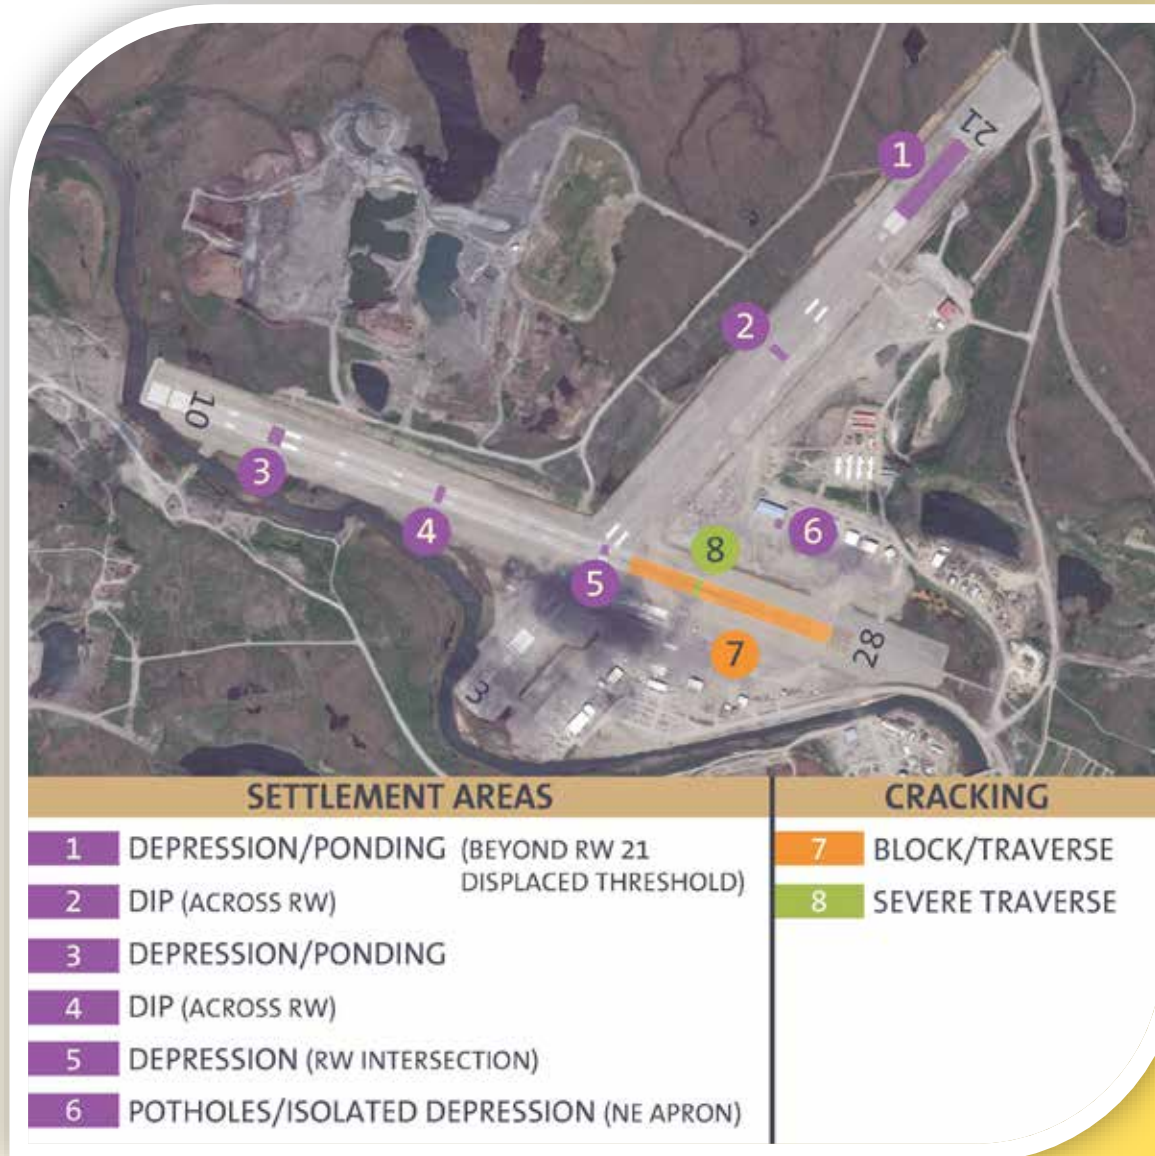 21
1
2
10
3
4
6
8
5
7
28
3
SETTLEMENT AREAS
1 DEPRESSION/PONDING (BEYOND RW 21
DISPLACED THRESHOLD)
2 DIP (ACROSS RW)
3 DEPRESSION/PONDING
4 DIP (ACROSS RW)
5 DEPRESSION (RW INTERSECTION)
6 POTHOLES/ISOLATED DEPRESSION (NE APRON)
CRACKING
7 BLOCK/TRAVERSE
8 SEVERE TRAVERSE